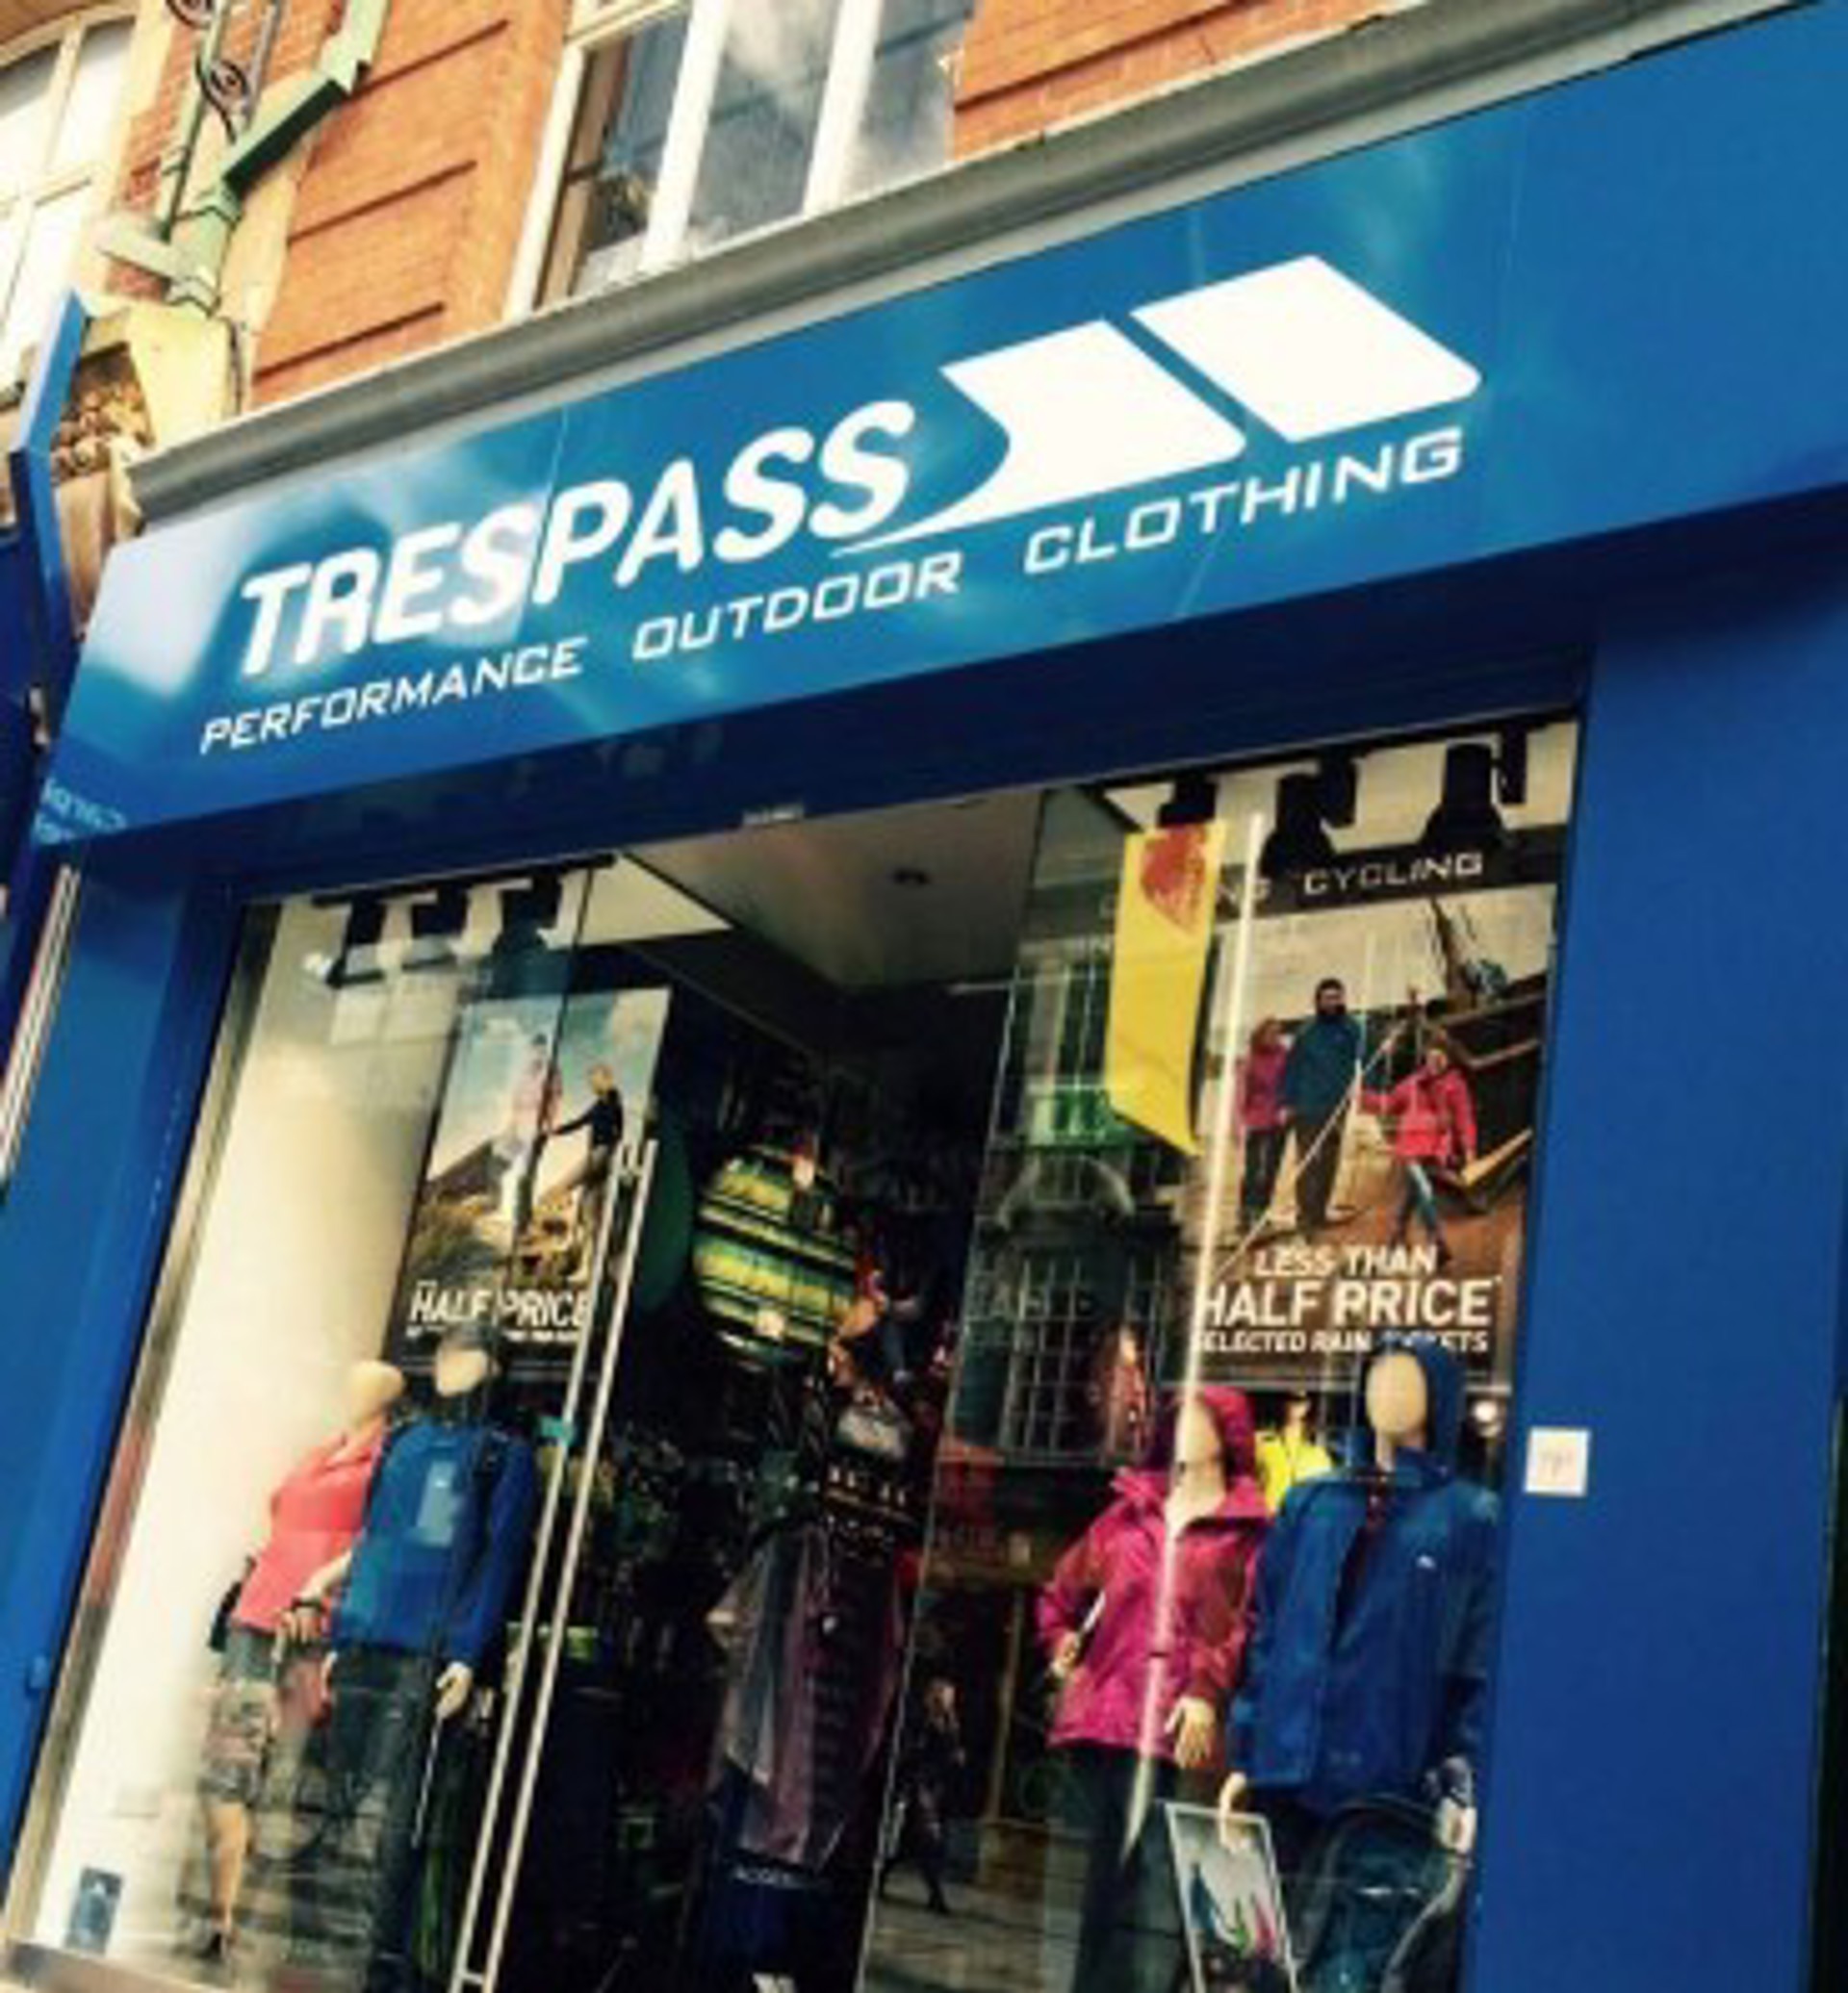 TRESPASS
PERFORMANCE OUTDOOR CLOTHING
CYCLING
HALF PRICE
LESS THAN
HALF PRICE
SELECTED RAIN JACKETS